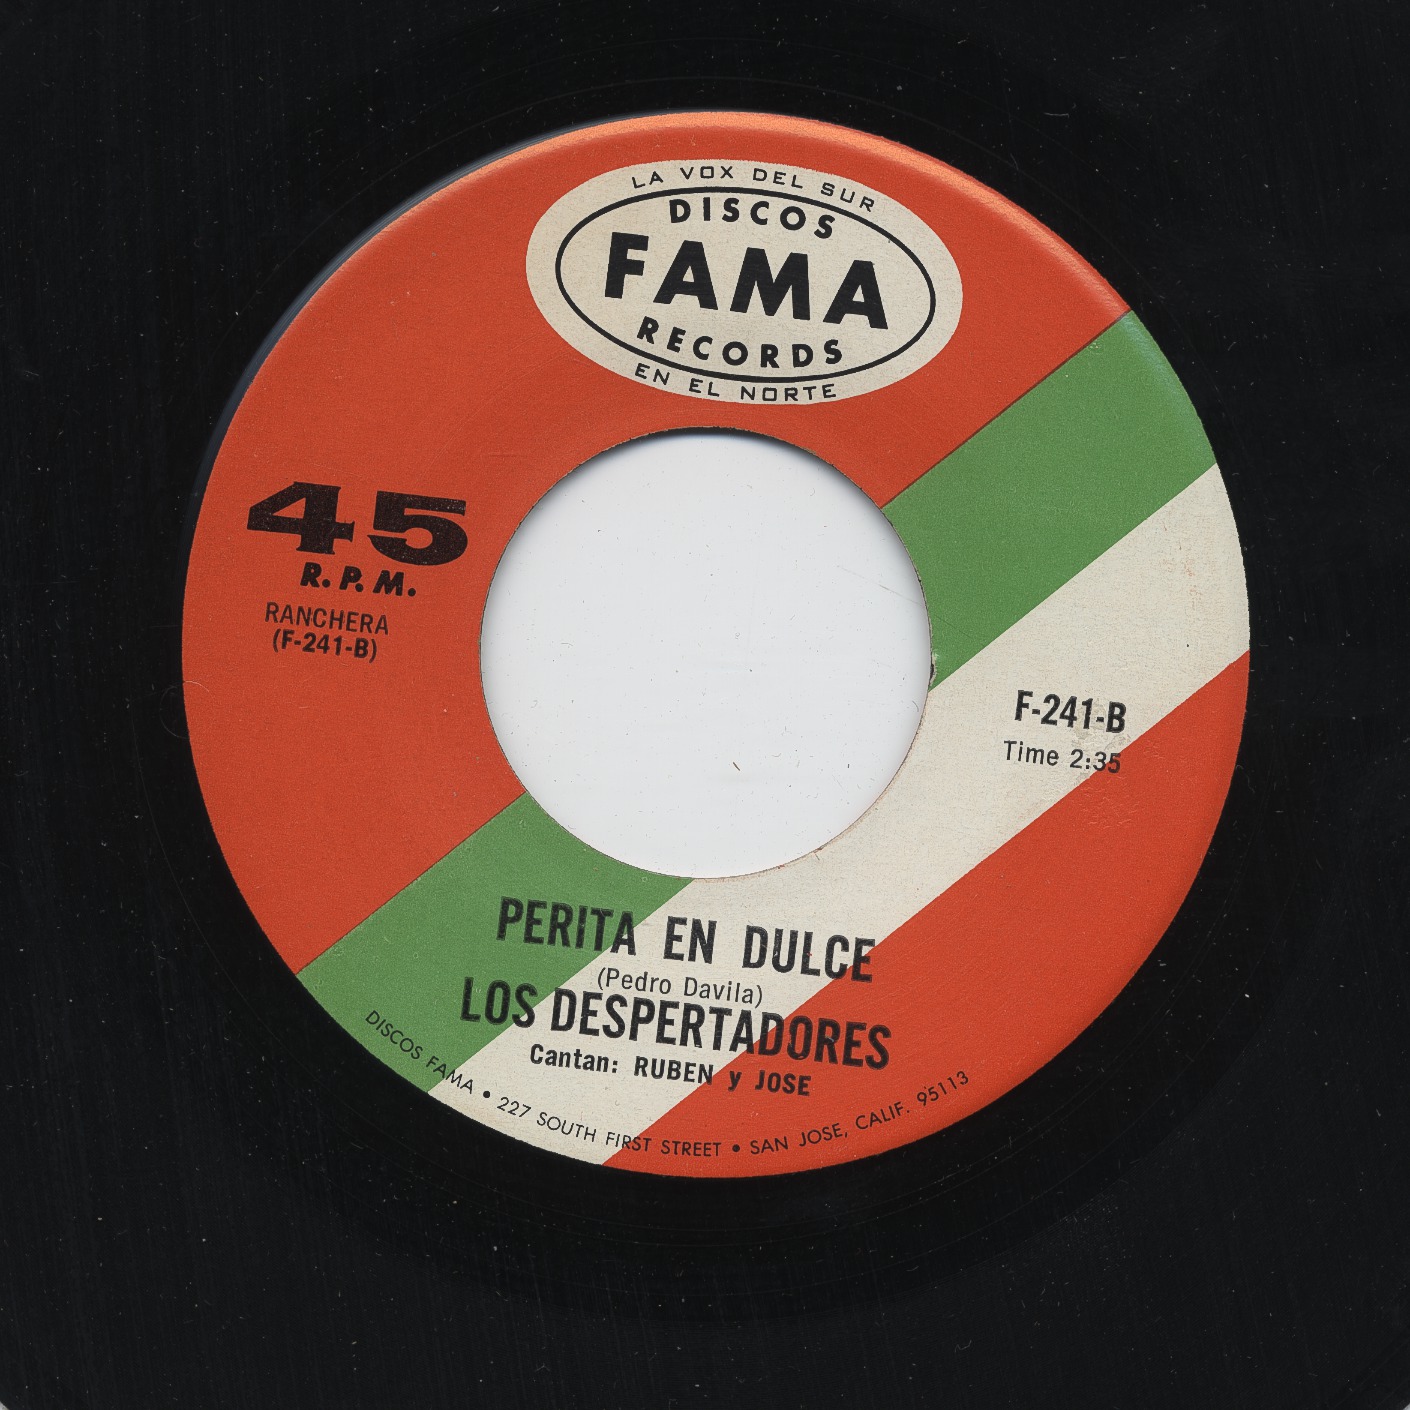 LA VOX DEL SUR
DISCOS
FAMA
RECORDS
EN EL NORTE
45
R.P.M.
RANCHERA
(F-241-B)
F-241-B
Time 2:35
PERITA EN DULCE
(Pedro Davila)
LOS DESPERTADORES
Cantan: RUBEN y JOSE
DISCOS FAMA • 227 SOUTH FIRST STREET • SAN JOSE, CALIF. 95113